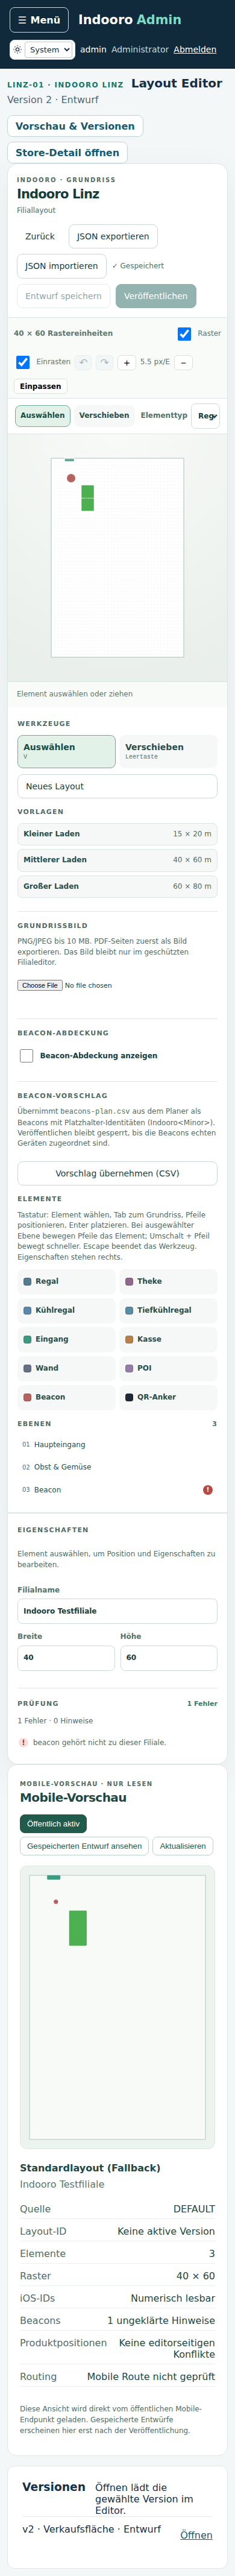 ☰ Menü Indooro Admin
System admin Administrator Abmelden
LINZ-01 · INDOORO LINZ Layout Editor
Version 2 · Entwurf
Vorschau & Versionen
Store-Detail öffnen
INDOORO · GRUNDRISS
Indooro Linz
Filiallayout
Zurück JSON exportieren
JSON importieren ✓ Gespeichert
Entwurf speichern Veröffentlichen
40 × 60 Rastereinheiten Raster
Einrasten ↶ ↷ + 5.5 px/E −
Einpassen
Auswählen Verschieben Elementtyp Reg
Element auswählen oder ziehen
WERKZEUGE
Auswählen Verschieben
V Leertaste
Neues Layout
VORLAGEN
Kleiner Laden 15 × 20 m
Mittlerer Laden 40 × 60 m
Großer Laden 60 × 80 m
GRUNDRISSBILD
PNG/JPEG bis 10 MB. PDF-Seiten zuerst als Bild
exportieren. Das Bild bleibt nur im geschützten
Filialeditor.
Choose File No file chosen
BEACON-ABDECKUNG
Beacon-Abdeckung anzeigen
BEACON-VORSCHLAG
Übernimmt beacons-plan.csv aus dem Planer als
Beacons mit Platzhalter-Identitäten (Indooro<Minor>).
Veröffentlichen bleibt gesperrt, bis die Beacons echten
Geräten zugeordnet sind.
Vorschlag übernehmen (CSV)
ELEMENTE
Tastatur: Element wählen, Tab zum Grundriss, Pfeile
positionieren, Enter platzieren. Bei ausgewählter
Ebene bewegen Pfeile das Element; Umschalt + Pfeil
bewegt schneller. Escape beendet das Werkzeug.
Eigenschaften stehen rechts.
Regal Theke
Kühlregal Tiefkühlregal
Eingang Kasse
Wand POI
Beacon QR-Anker
EBENEN 3
01 Haupteingang
02 Obst & Gemüse
03 Beacon !
EIGENSCHAFTEN
Element auswählen, um Position und Eigenschaften zu
bearbeiten.
Filialname
Indooro Testfiliale
Breite Höhe
40 60
PRÜFUNG 1 Fehler
1 Fehler · 0 Hinweise
! beacon gehört nicht zu dieser Filiale.
MOBILE-VORSCHAU · NUR LESEN
Mobile-Vorschau
Öffentlich aktiv
Gespeicherten Entwurf ansehen Aktualisieren
Standardlayout (Fallback)
Indooro Testfiliale
Quelle DEFAULT
Layout-ID Keine aktive Version
Elemente 3
Raster 40 × 60
iOS-IDs Numerisch lesbar
Beacons 1 ungeklärte Hinweise
Produktpositionen Keine editorseitigen
Konflikte
Routing Mobile Route nicht geprüft
Diese Ansicht wird direkt vom öffentlichen Mobile-
Endpunkt geladen. Gespeicherte Entwürfe
erscheinen hier erst nach der Veröffentlichung.
Versionen Öffnen lädt die
gewählte Version im
Editor.
v2 · Verkaufsfläche · Entwurf Öffnen